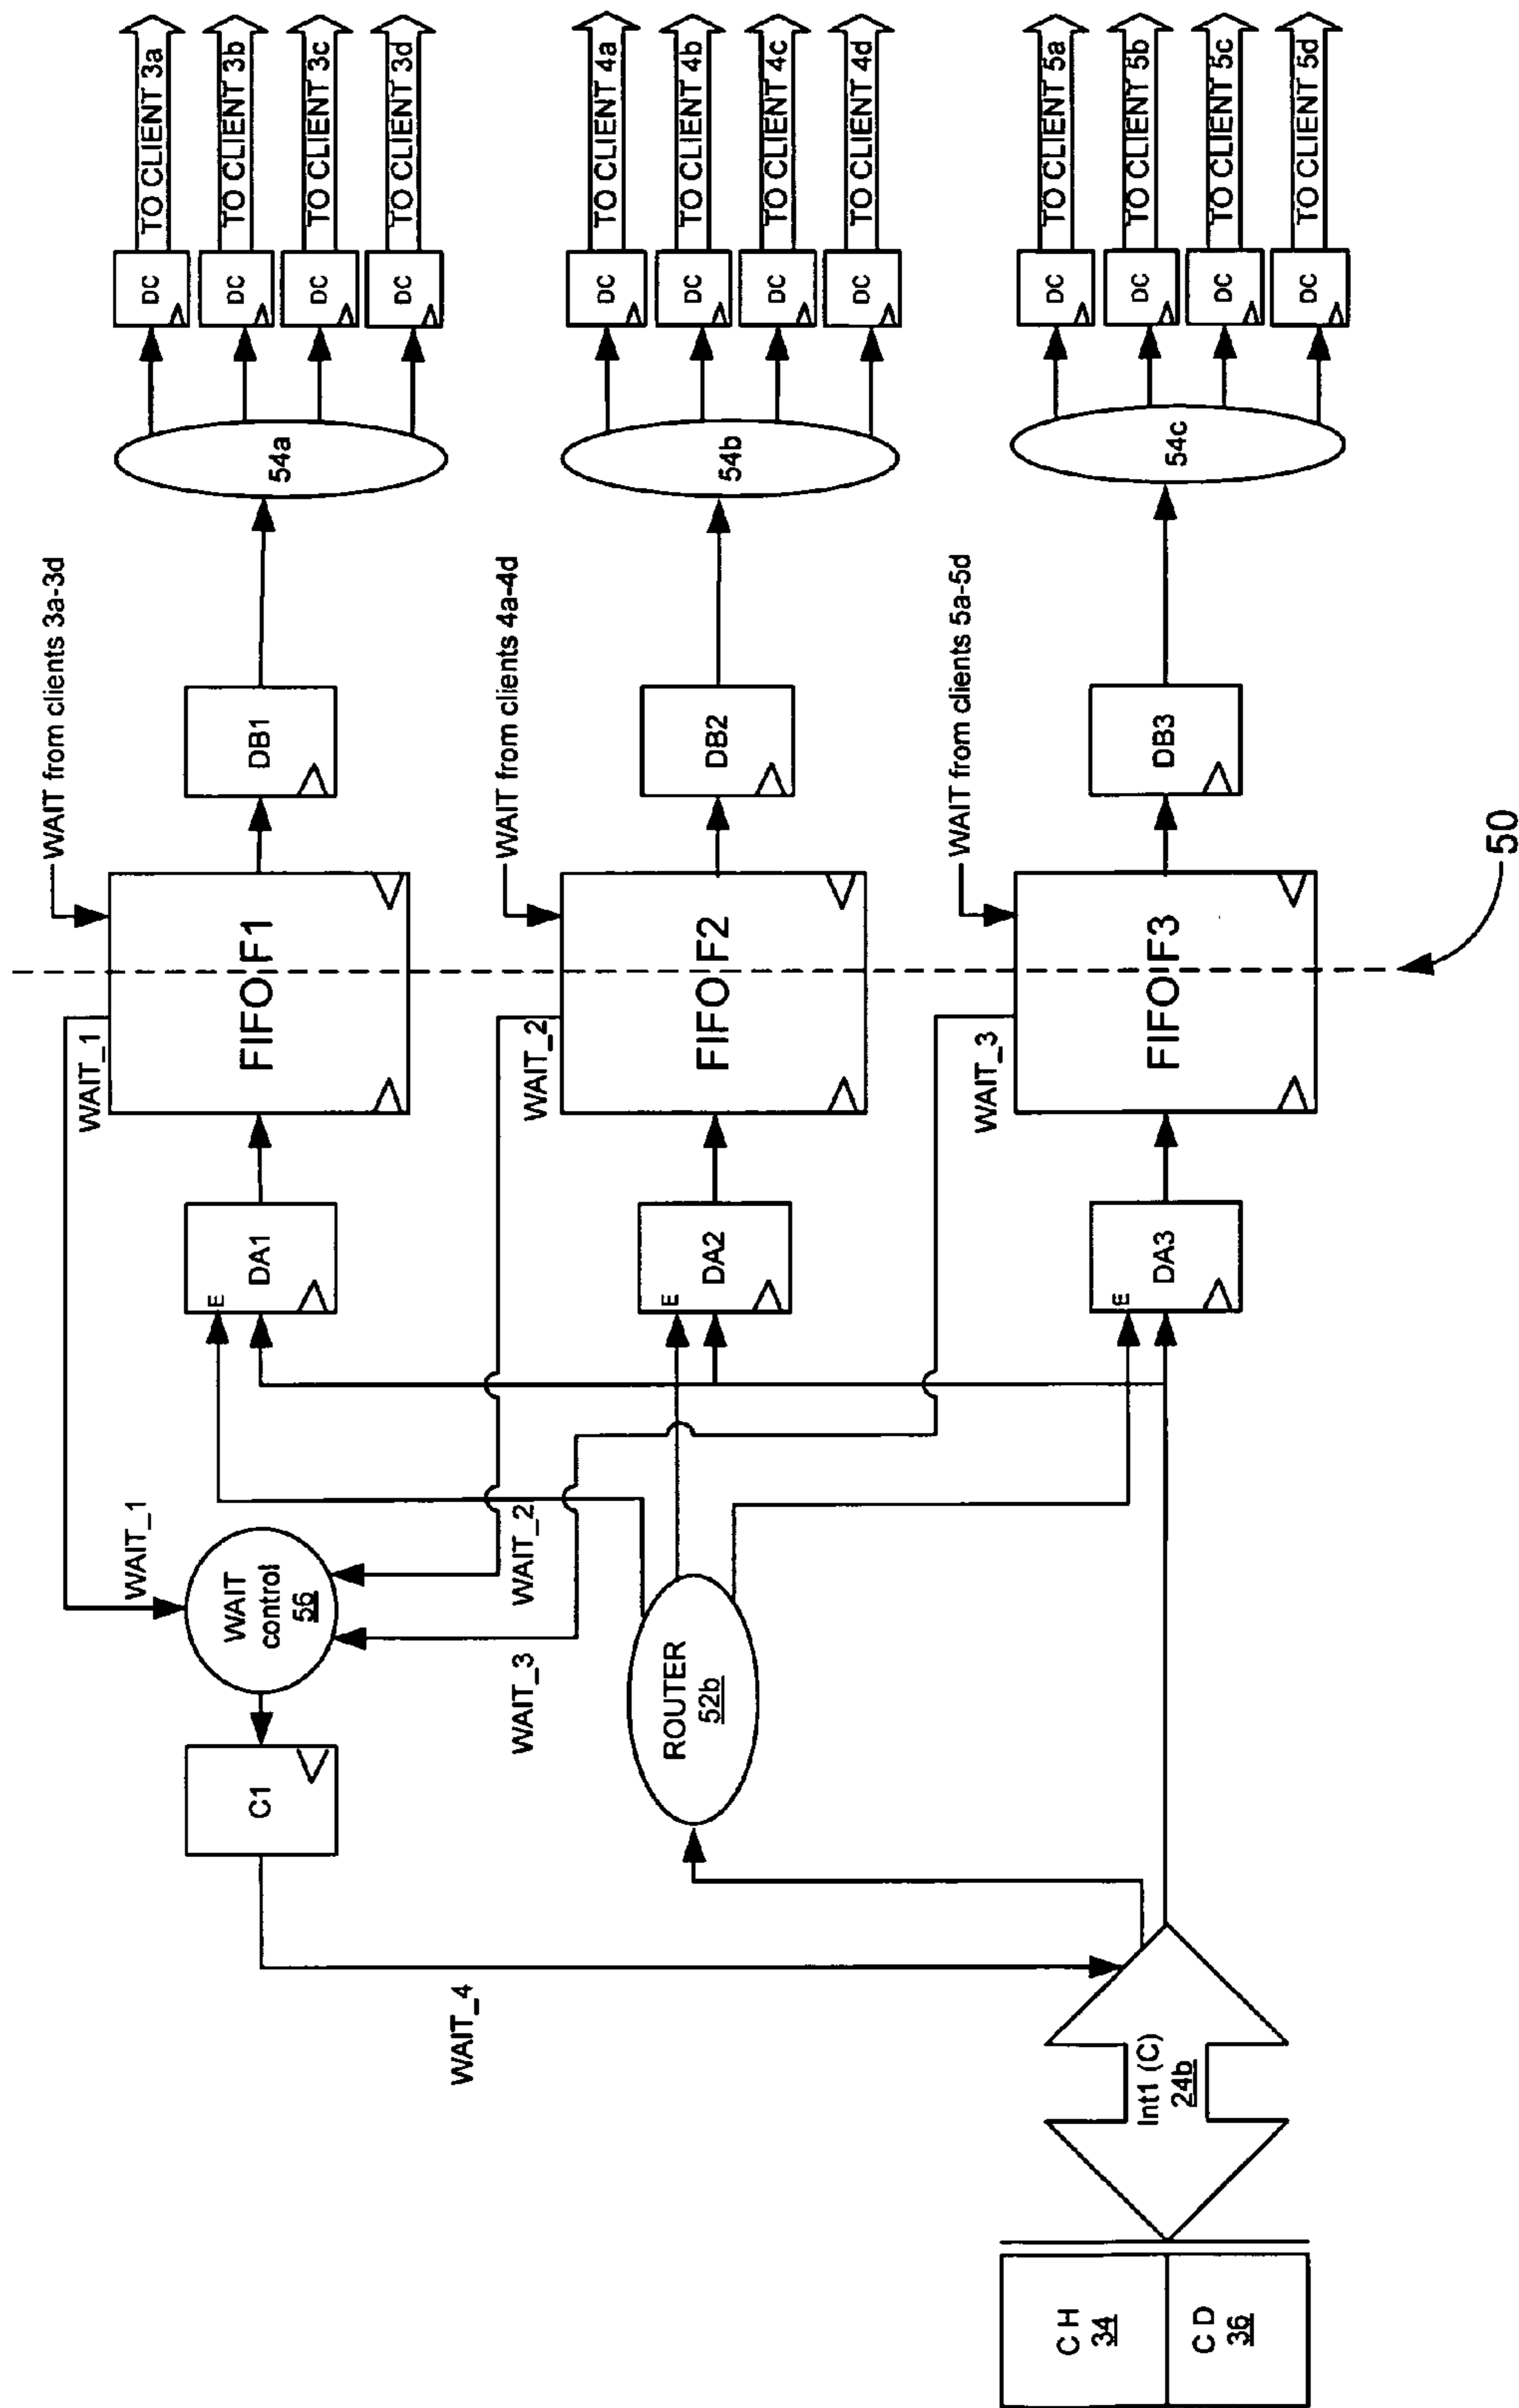 TO CLIENT 3a
TO CLIENT 3b
TO CLIENT 3c
TO CLIENT 3d
TO CLIENT 4a
TO CLIENT 4b
TO CLIENT 4c
TO CLIENT 4d
TO CLIENT 5a
TO CLIENT 5b
TO CLIENT 5c
TO CLIENT 5d
DC
DC
DC
DC
DC
DC
DC
DC
DC
DC
DC
DC
54a
54b
54c
WAIT from clients 3a-3d
WAIT from clients 4a-4d
WAIT from clients 5a-5d
DB1
DB2
DB3
FIFO F1
FIFO F2
FIFO F3
50
WAIT_1
WAIT_2
WAIT_3
E
DA1
E
DA2
E
DA3
WAIT_1
WAIT_2
WAIT_3
WAIT
control
56
ROUTER
52b
C1
WAIT_4
Int1 (C)
24b
C H
34
C D
36